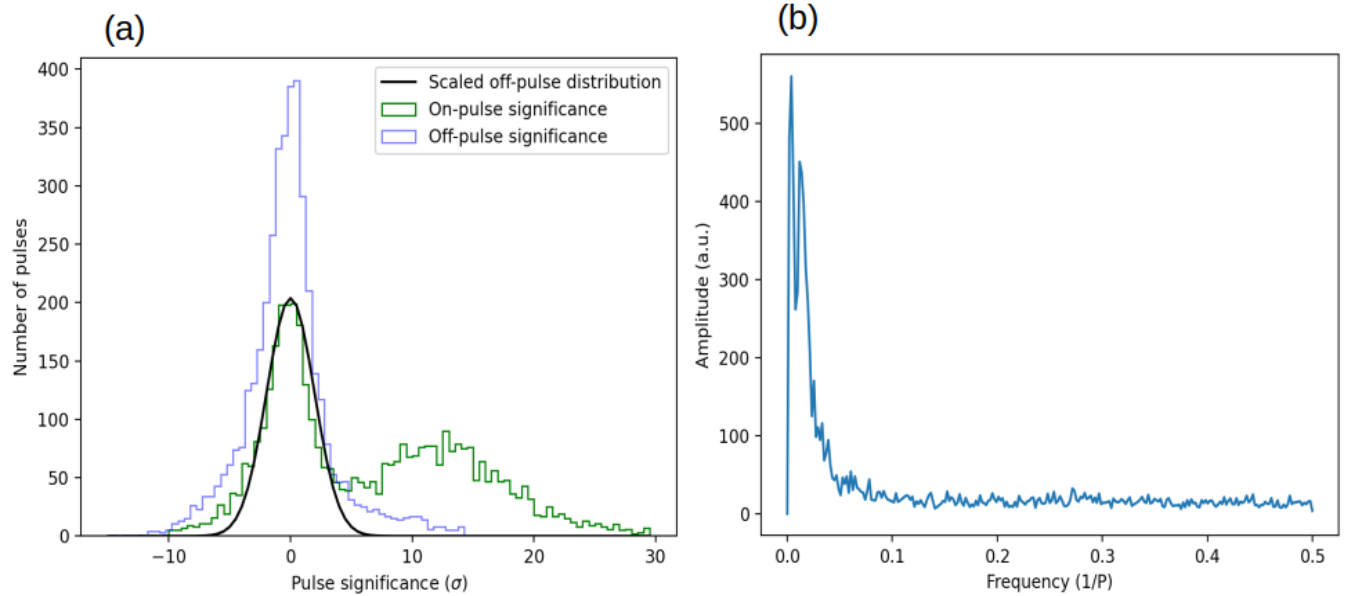 (a)
Number of pulses
400
350
300
250
200
150
100
50
0
−10
0
10
20
30
Pulse significance (σ)
Scaled off-pulse distribution
On-pulse significance
Off-pulse significance
(b)
Amplitude (a.u.)
500
400
300
200
100
0
0.0
0.1
0.2
0.3
0.4
0.5
Frequency (1/P)